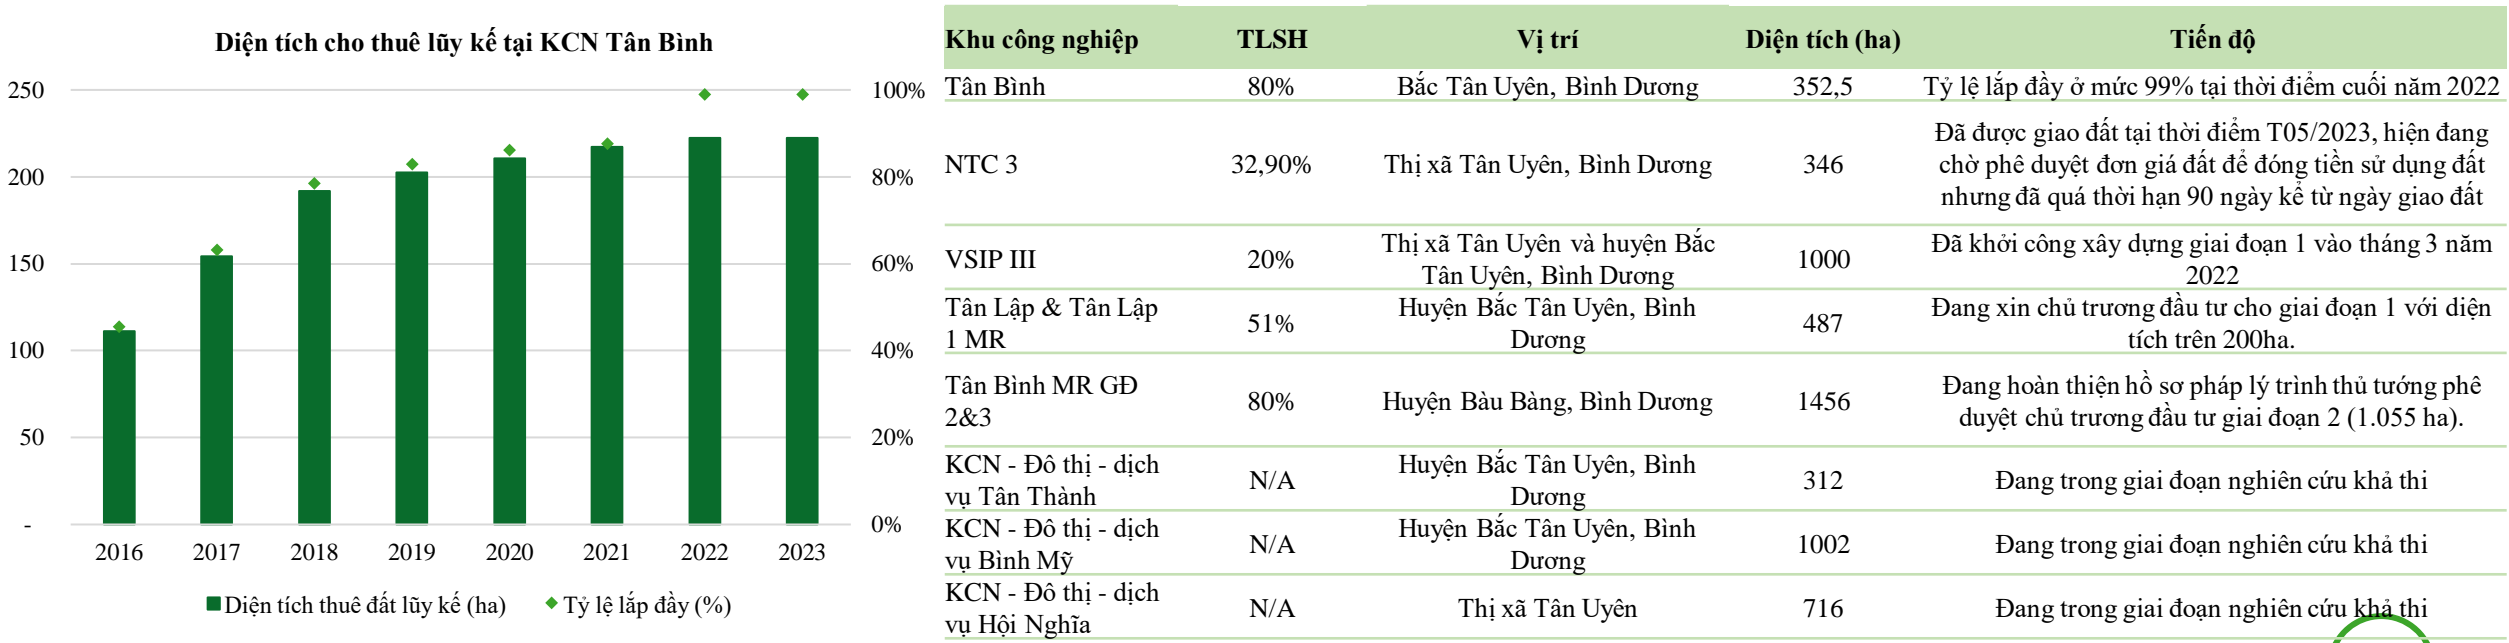 Diện tích cho thuê lũy kế tại KCN Tân Bình
250
200
150
100
50
-
100%
80%
60%
40%
20%
0%
2016 2017 2018 2019 2020 2021 2022 2023
Diện tích thuê đất lũy kế (ha) Tỷ lệ lắp đầy (%)
Khu công nghiệp TLSH Vị trí Diện tích (ha) Tiến độ
Tân Bình 80% Bắc Tân Uyên, Bình Dương 352,5 Tỷ lệ lắp đầy ở mức 99% tại thời điểm cuối năm 2022
NTC 3 32,90% Thị xã Tân Uyên, Bình Dương 346 Đã được giao đất tại thời điểm T05/2023, hiện đang
chờ phê duyệt đơn giá đất để đóng tiền sử dụng đất
nhưng đã quá thời hạn 90 ngày kể từ ngày giao đất
VSIP III 20% Thị xã Tân Uyên và huyện Bắc
Tân Uyên, Bình Dương 1000 Đã khởi công xây dựng giai đoạn 1 vào tháng 3 năm
2022
Tân Lập & Tân Lập
1 MR 51% Huyện Bắc Tân Uyên, Bình
Dương 487 Đang xin chủ trương đầu tư cho giai đoạn 1 với diện
tích trên 200ha.
Tân Bình MR GĐ
2&3 80% Huyện Bàu Bàng, Bình Dương 1456 Đang hoàn thiện hồ sơ pháp lý trình thủ tướng phê
duyệt chủ trương đầu tư giai đoạn 2 (1.055 ha).
KCN - Đô thị - dịch
vụ Tân Thành N/A Huyện Bắc Tân Uyên, Bình
Dương 312 Đang trong giai đoạn nghiên cứu khả thi
KCN - Đô thị - dịch
vụ Bình Mỹ N/A Huyện Bắc Tân Uyên, Bình
Dương 1002 Đang trong giai đoạn nghiên cứu khả thi
KCN - Đô thị - dịch
vụ Hội Nghĩa N/A Thị xã Tân Uyên 716 Đang trong giai đoạn nghiên cứu khả thi